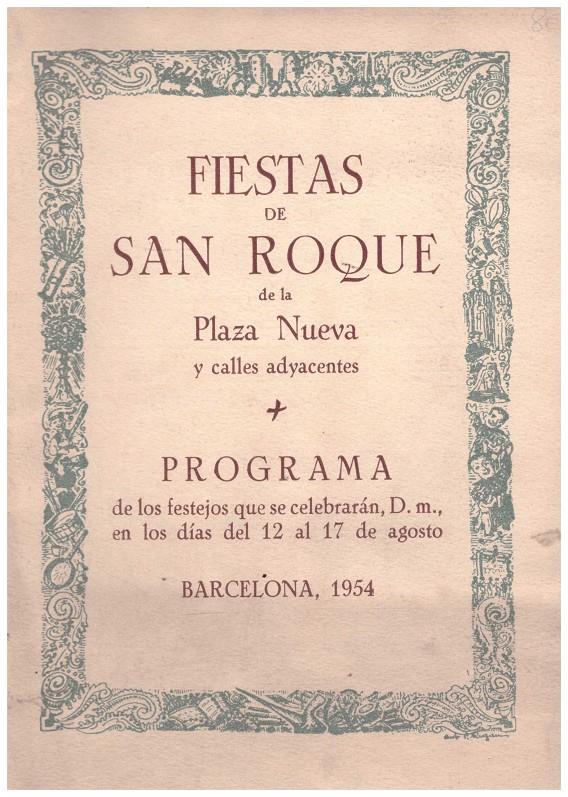 FIESTAS
DE
SAN ROQUE
de la
Plaza Nueva
y calles adyacentes
PROGRAMA
de los festejos que se celebrarán, D. m.,
en los días del 12 al 17 de agosto
BARCELONA, 1954